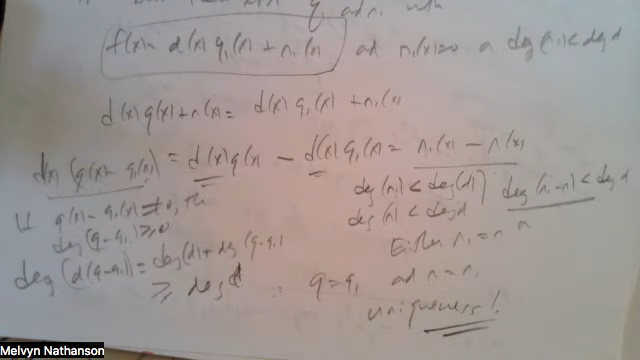 f(x) = d(x) q₁(x) + r₁(x) and r₁(x)=0 or deg(r₁)<deg d
d(x)q(x)+r(x) = d(x)q₁(x)+r₁(x)
d(x)(q(x)-q₁(x)) = d(x)q(x) - d(x)q₁(x) = r₁(x) - r(x)
If q(x)-q₁(x)≠0, then
deg(q-q₁)≥0
deg(d(q-q₁)) = deg(d)+deg(q-q₁)
≥ deg d
deg(r₁)<deg(d)
deg(r)<deg d
deg(r₁-r)<deg d
Either r₁=r or
∴ q=q₁ and r=r₁
uniqueness!
Melvyn Nathanson